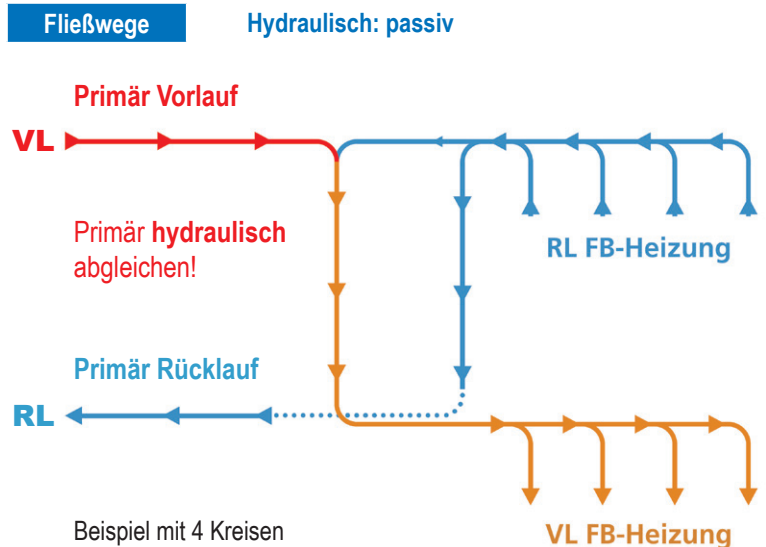 Fließwege
Hydraulisch: passiv
Primär Vorlauf
VL
Primär hydraulisch
abgleichen!
RL FB-Heizung
Primär Rücklauf
RL
Beispiel mit 4 Kreisen
VL FB-Heizung